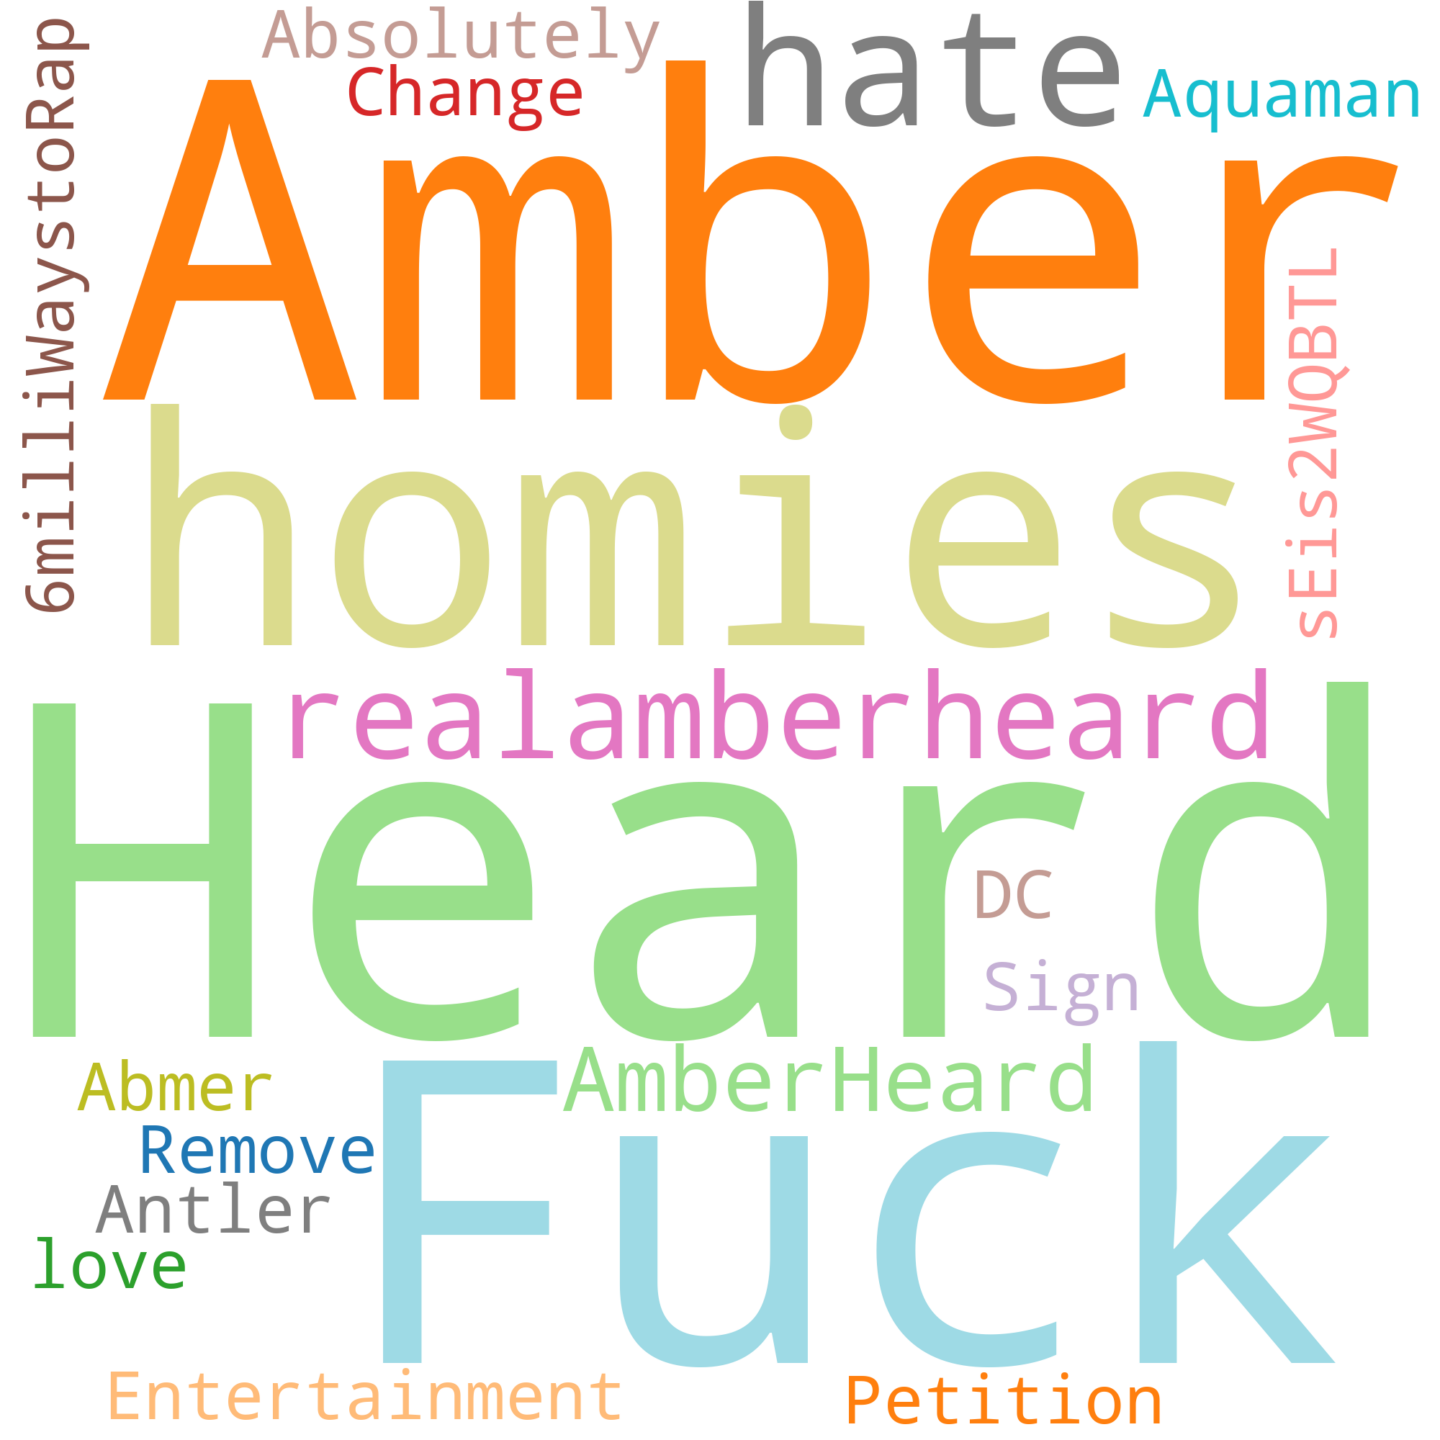 Absolutely
hate
Change
Aquaman
6milliWaystoRap
Amber
sEis2WQBTL
homies
realamberheard
Heard
DC
Sign
AmberHeard
Abmer
Fuck
Remove
Antler
love
Entertainment
Petition